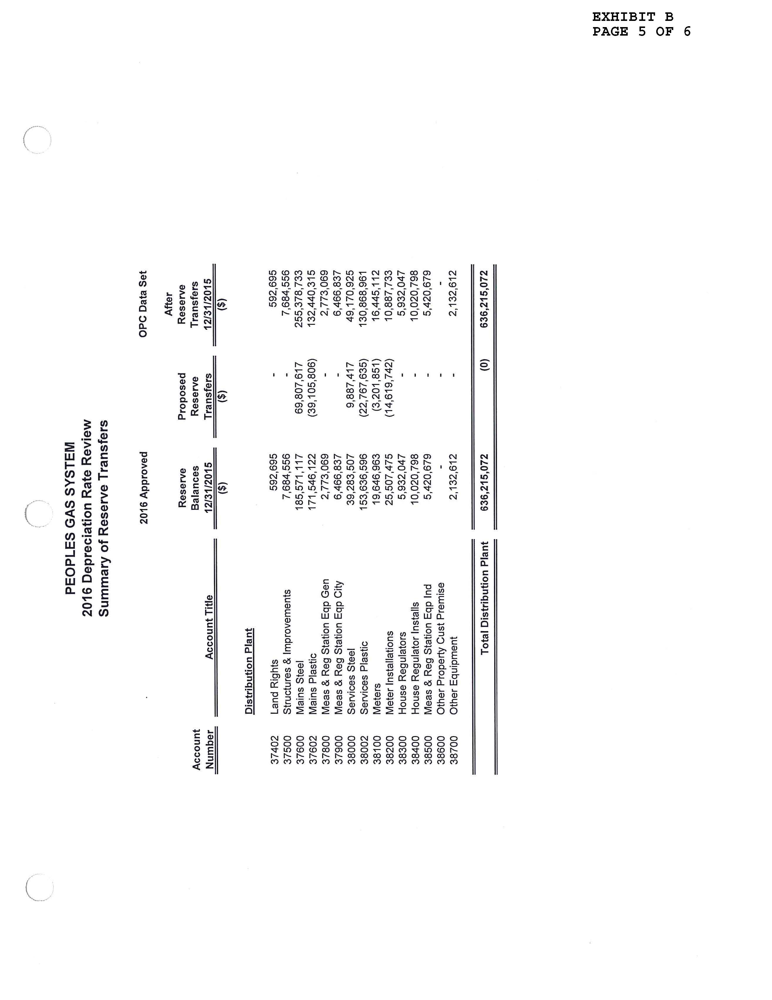 EXHIBIT B
PAGE 5 OF 6
PEOPLES GAS SYSTEM
2016 Depreciation Rate Review
Summary of Reserve Transfers
2016 Approved OPC Data Set
After
Reserve Proposed Reserve
Account Balances Reserve Transfers
Number Account Title 12/31/2015 Transfers 12/31/2015
($) ($) ($)
Distribution Plant
37402 Land Rights 592,695 - 592,695
37500 Structures & Improvements 7,684,556 - 7,684,556
37600 Mains Steel 185,571,117 69,807,617 255,378,733
37602 Mains Plastic 171,546,122 (39,105,806) 132,440,315
37800 Meas & Reg Station Eqp Gen 2,773,069 - 2,773,069
37900 Meas & Reg Station Eqp City 6,466,837 - 6,466,837
38000 Services Steel 39,283,507 9,887,417 49,170,925
38002 Services Plastic 153,636,596 (22,767,635) 130,868,961
38100 Meters 19,646,963 (3,201,851) 16,445,112
38200 Meter Installations 25,507,475 (14,619,742) 10,887,733
38300 House Regulators 5,932,047 - 5,932,047
38400 House Regulator Installs 10,020,798 - 10,020,798
38500 Meas & Reg Station Eqp Ind 5,420,679 - 5,420,679
38600 Other Property Cust Premise - - -
38700 Other Equipment 2,132,612 - 2,132,612
Total Distribution Plant 636,215,072 (0) 636,215,072